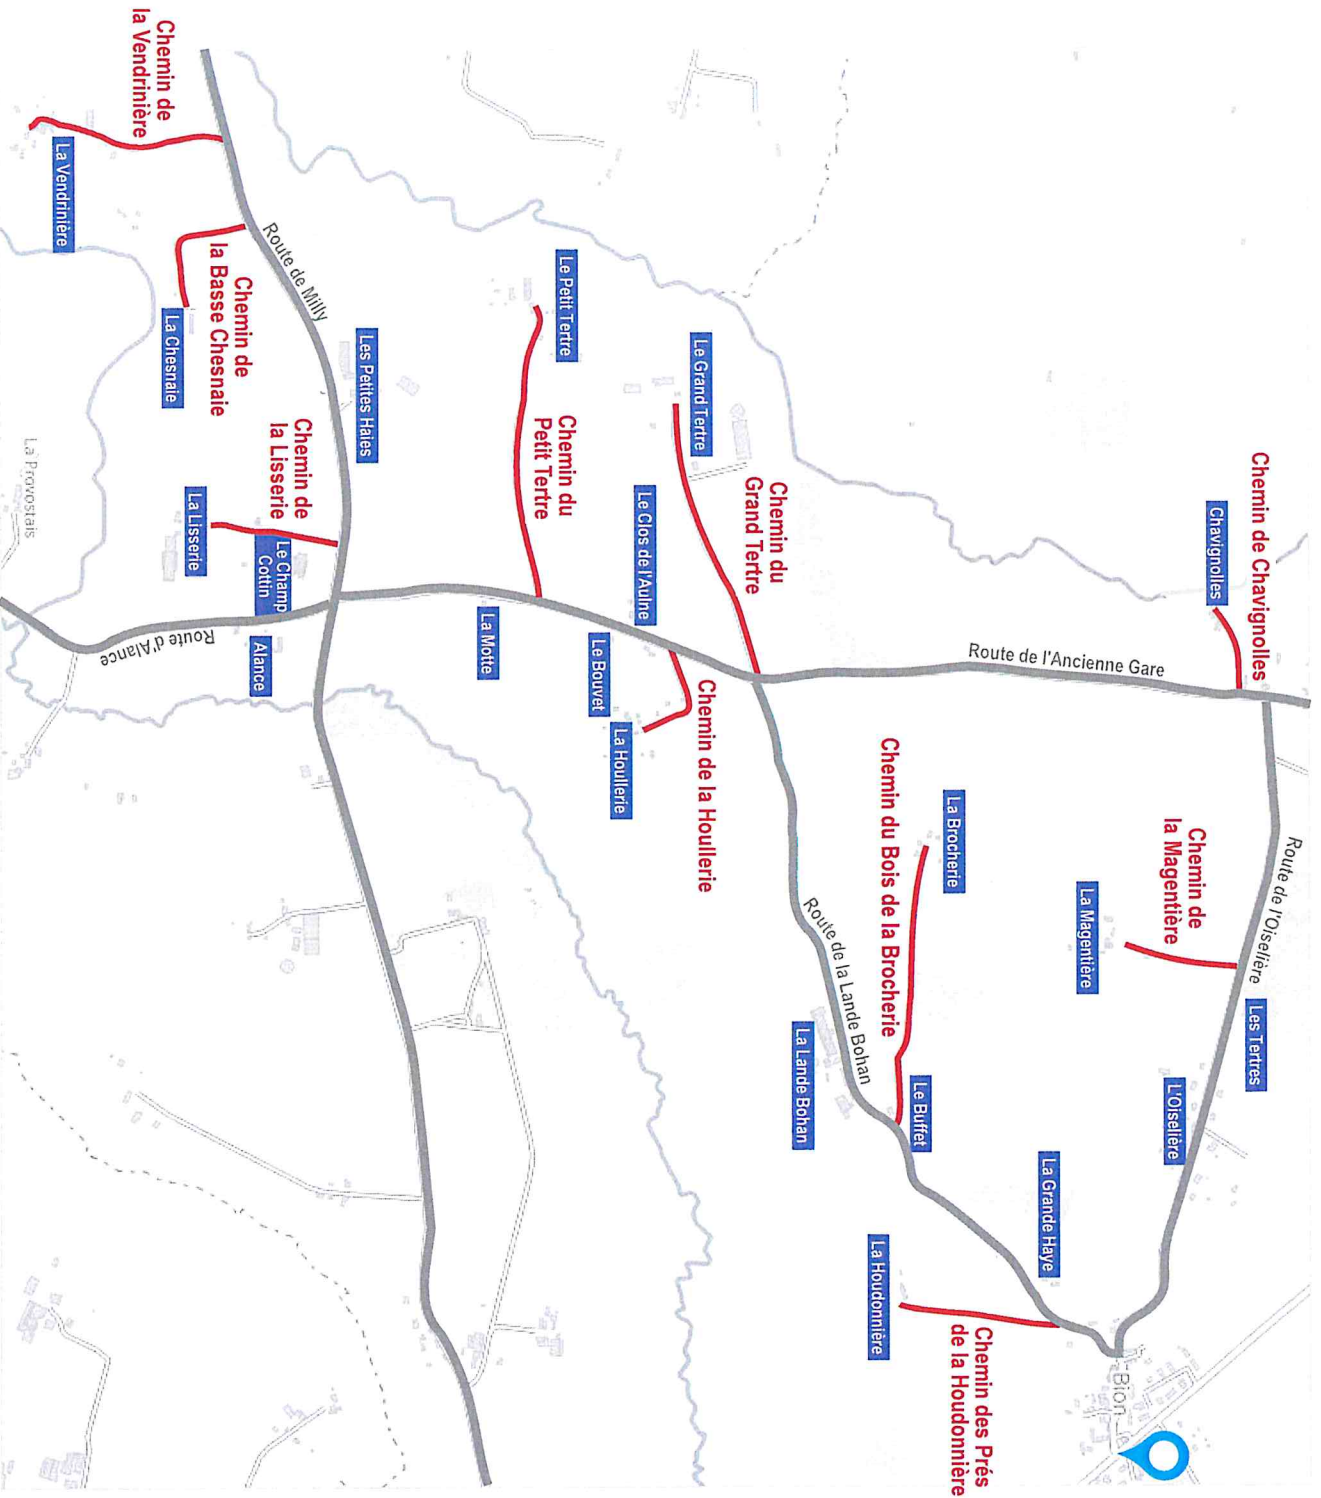 Chemin de Chavignolles
Chavignolles
Route de l'Ancienne Gare
Route de l'Oiselière
Chemin de
la Magentière
La Magentière
Les Tertres
L'Oiselière
La Brocherie
Chemin du Bois de la Brocherie
Le Buffet
Route de la Lande Bohan
La Lande Bohan
La Grande Haye
La Houdonnière
Chemin des Prés
de la Houdonnière
Bion
Chemin du
Grand Tertre
Le Grand Tertre
Le Clos de l'Aulne
Chemin de la Houllerie
La Houllerie
Le Bouvet
Le Petit Tertre
Chemin du
Petit Tertre
La Motte
Les Petites Haies
Route de Milly
Chemin de
la Lisserie
La Lisserie
Le Champ
Cottin
Alance
Route d'Alance
Chemin de
la Basse Chesnaie
La Chesnaie
Chemin de
la Vendrinière
La Vendrinière
La Provostais